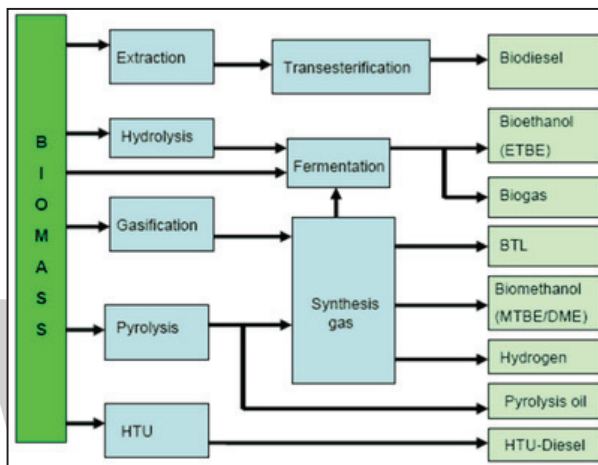 BIOMASS
Extraction
Transesterification
Biodiesel
Hydrolysis
Fermentation
Bioethanol
(ETBE)
Biogas
Gasification
Synthesis
gas
BTL
Biomethanol
(MTBE/DME)
Hydrogen
Pyrolysis
Pyrolysis oil
HTU
HTU-Diesel